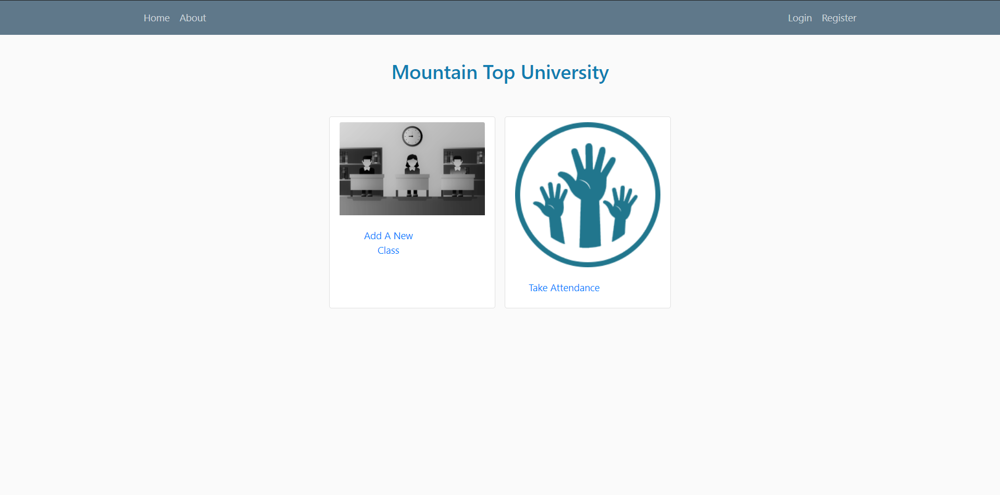 Home About Login Register
Mountain Top University
Add A New
Class
Take Attendance